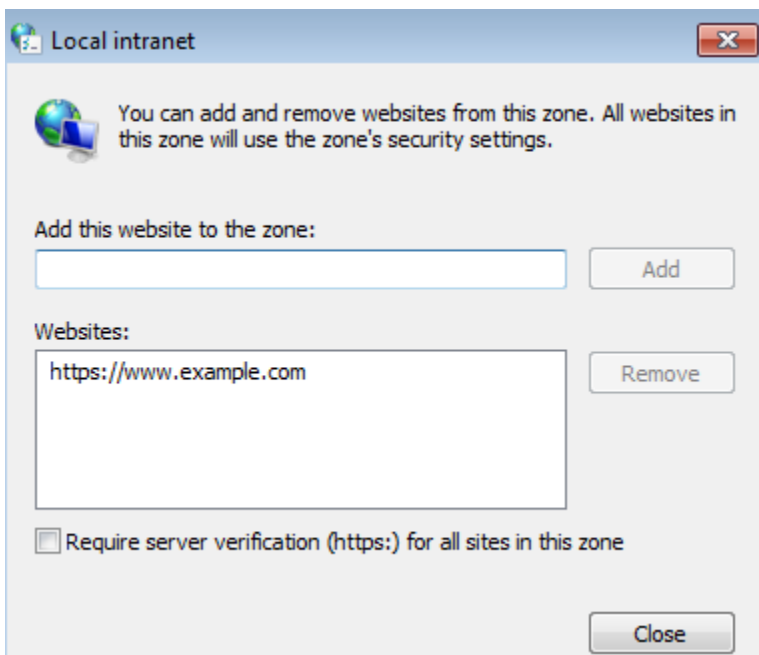 Local intranet
You can add and remove websites from this zone. All websites in
this zone will use the zone's security settings.
Add this website to the zone:
Add
Websites:
https://www.example.com
Remove
Require server verification (https:) for all sites in this zone
Close